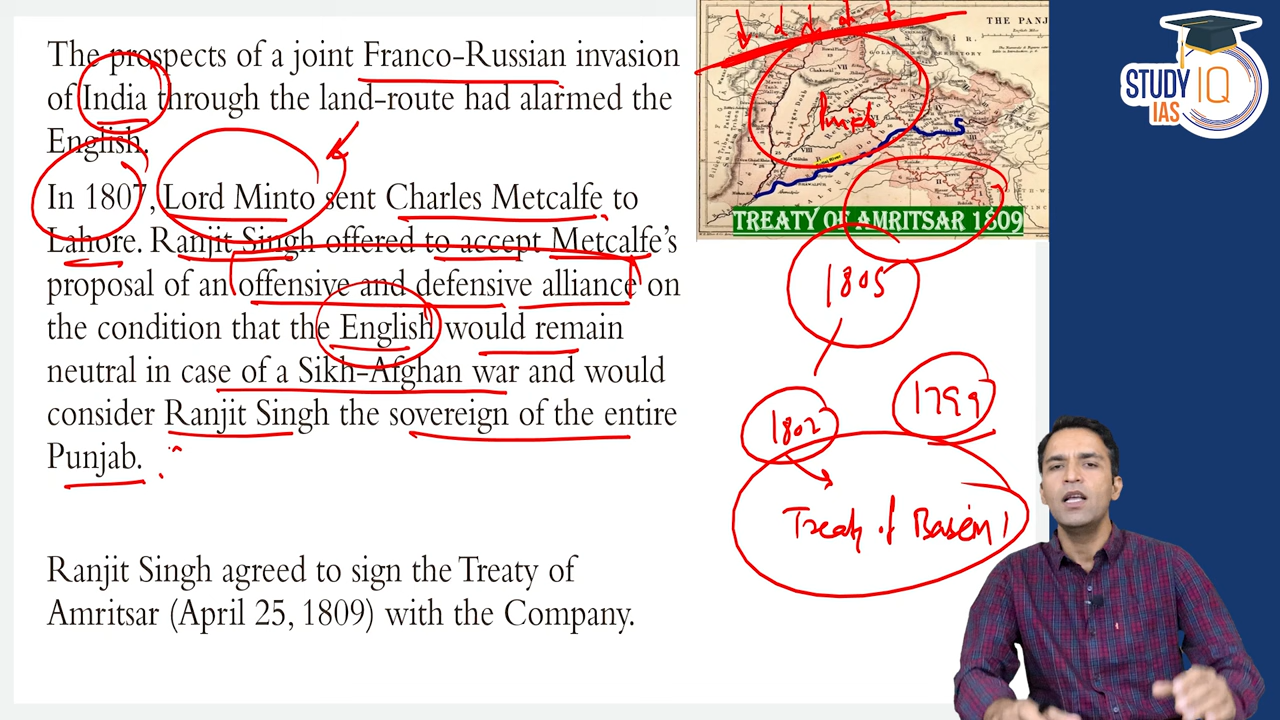 The prospects of a joint Franco-Russian invasion
of India through the land-route had alarmed the
English.
In 1807, Lord Minto sent Charles Metcalfe to
Lahore. Ranjit Singh offered to accept Metcalfe's
proposal of an offensive and defensive alliance on
the condition that the English would remain
neutral in case of a Sikh-Afghan war and would
consider Ranjit Singh the sovereign of the entire
Punjab.
Ranjit Singh agreed to sign the Treaty of
Amritsar (April 25, 1809) with the Company.
THE PANJ
Punjab
TREATY OF AMRITSAR 1809
1805
1802
1799
Treaty of Basein
STUDY IQ
IAS